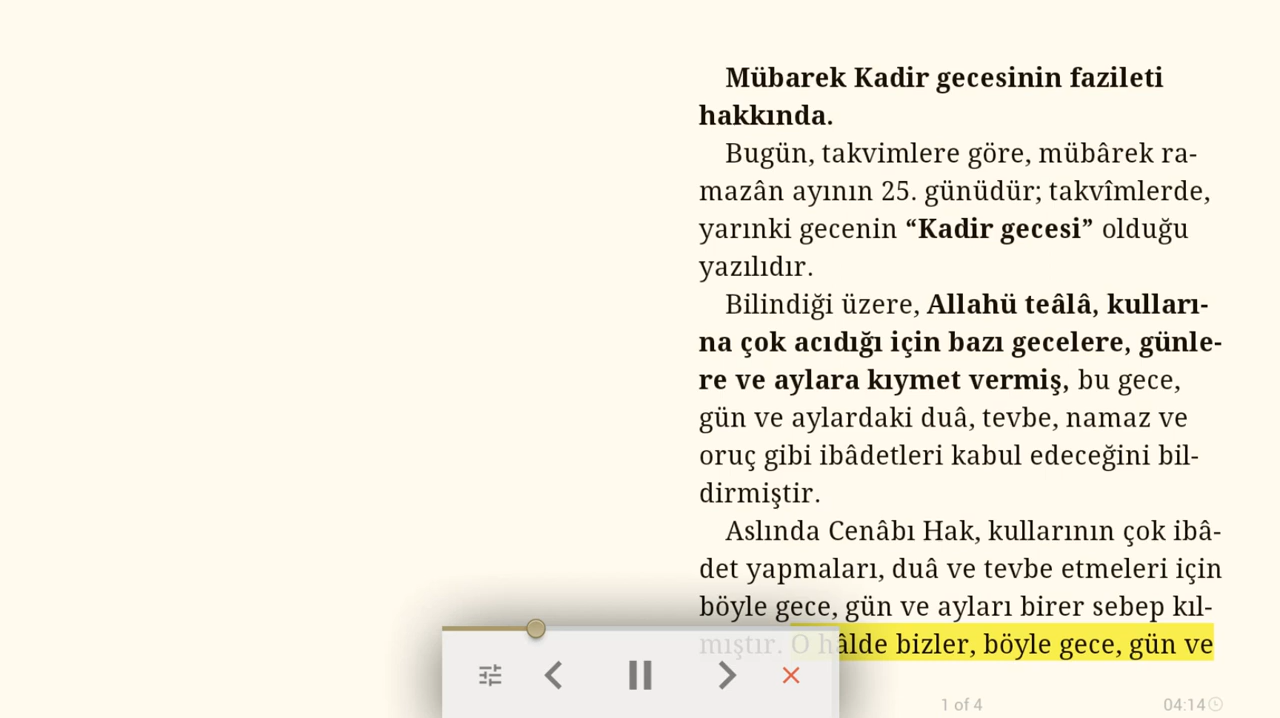 Mübarek Kadir gecesinin fazileti
hakkında.
Bugün, takvimlere göre, mübârek ra-
mazân ayının 25. günüdür; takvîmlerde,
yarınki gecenin “Kadir gecesi” olduğu
yazılıdır.
Bilindiği üzere, Allahü teâlâ, kulları-
na çok acıdığı için bazı gecelere, günle-
re ve aylara kıymet vermiş, bu gece,
gün ve aylardaki duâ, tevbe, namaz ve
oruç gibi ibâdetleri kabul edeceğini bil-
dirmiştir.
Aslında Cenâbı Hak, kullarının çok ibâ-
det yapmaları, duâ ve tevbe etmeleri için
böyle gece, gün ve ayları birer sebep kıl-
mıştır. O hâlde bizler, böyle gece, gün ve
1 of 4
04:14